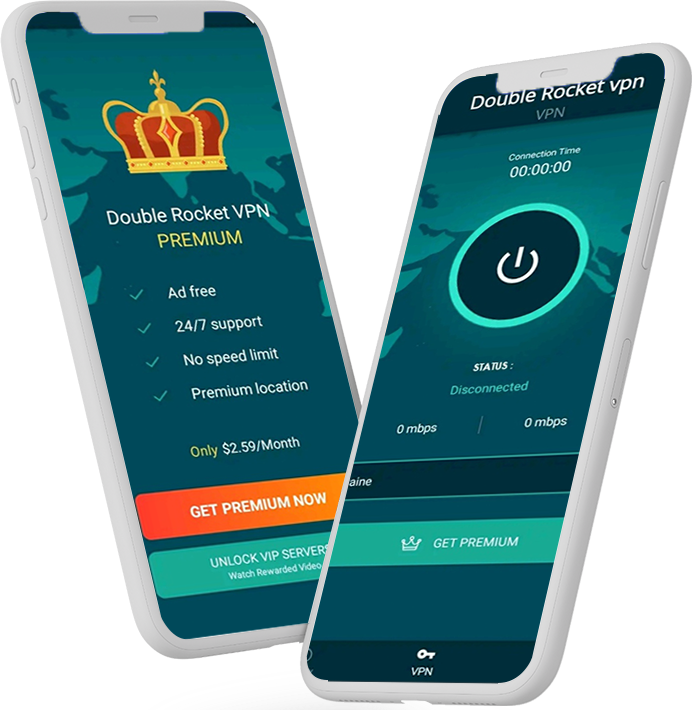 Double Rocket VPN
PREMIUM
Ad free
24/7 support
No speed limit
Premium location
Only $2.59/Month
GET PREMIUM NOW
UNLOCK VIP SERVERS
Watch Rewarded Video
Double Rocket vpn
VPN
Connection Time
00:00:00
STATUS :
Disconnected
0 mbps | 0 mbps
aine
GET PREMIUM
VPN